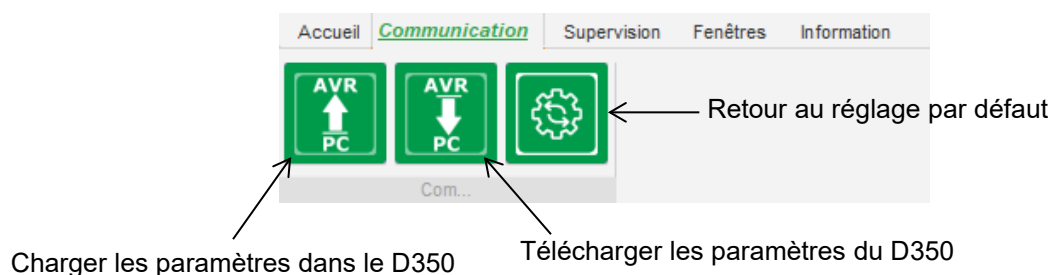 Accueil Communication Supervision Fenêtres Information
AVR AVR
PC PC
Retour au réglage par défaut
Com...
Charger les paramètres dans le D350
Télécharger les paramètres du D350